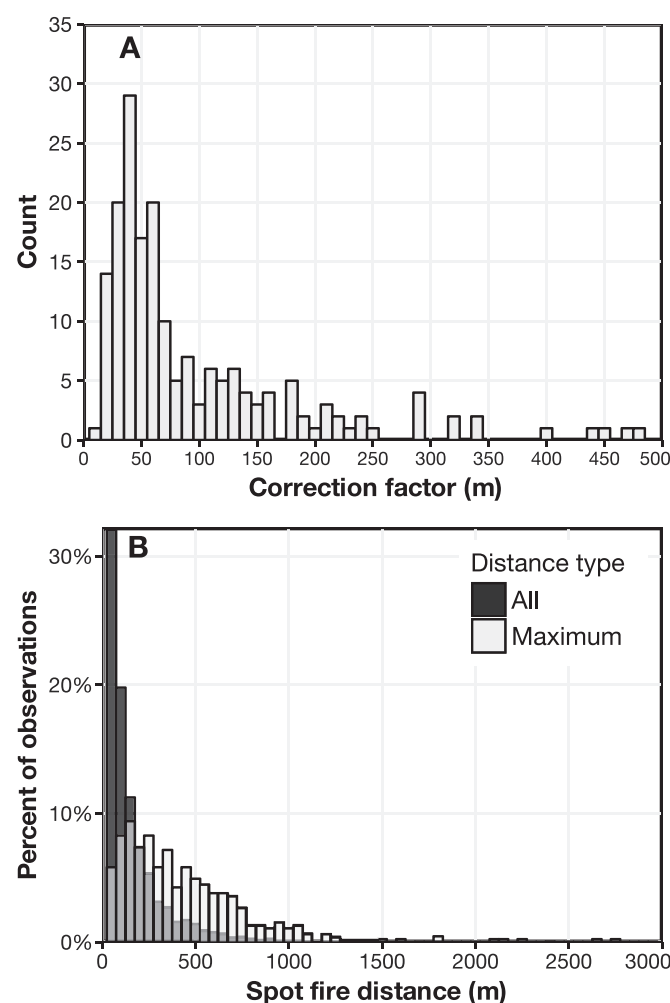 A
35
30
25
20
15
10
5
0
Count
0 50 100 150 200 250 300 350 400 450 500
Correction factor (m)
B
30%
20%
10%
0%
Percent of observations
Distance type
All
Maximum
0 500 1000 1500 2000 2500 3000
Spot fire distance (m)